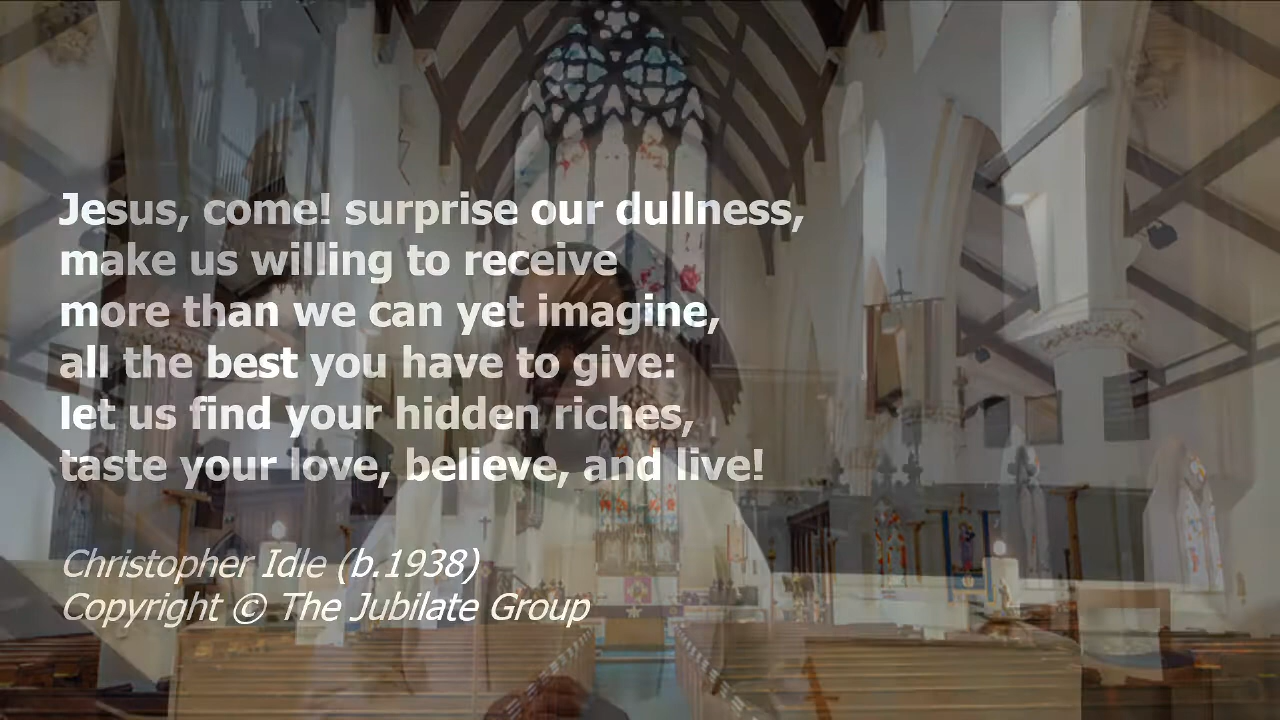 Jesus, come! surprise our dullness,
make us willing to receive
more than we can yet imagine,
all the best you have to give:
let us find your hidden riches,
taste your love, believe, and live!
Christopher Idle (b.1938)
Copyright © The Jubilate Group